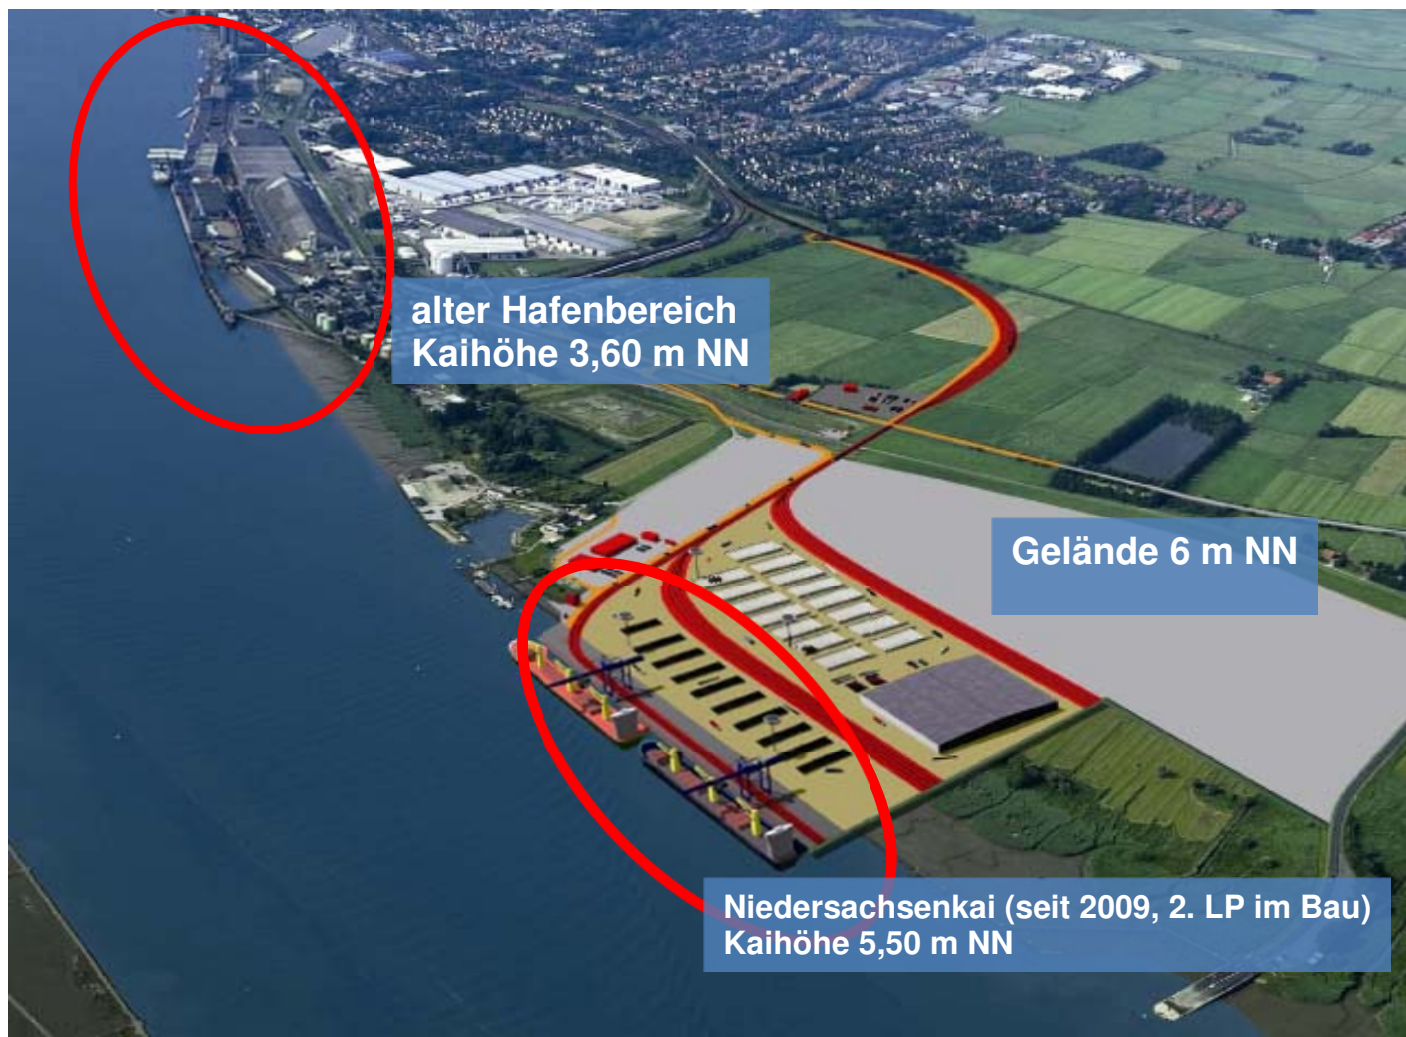 alter Hafenbereich
Kaihöhe 3,60 m NN
Gelände 6 m NN
Niedersachsenkai (seit 2009, 2. LP im Bau)
Kaihöhe 5,50 m NN